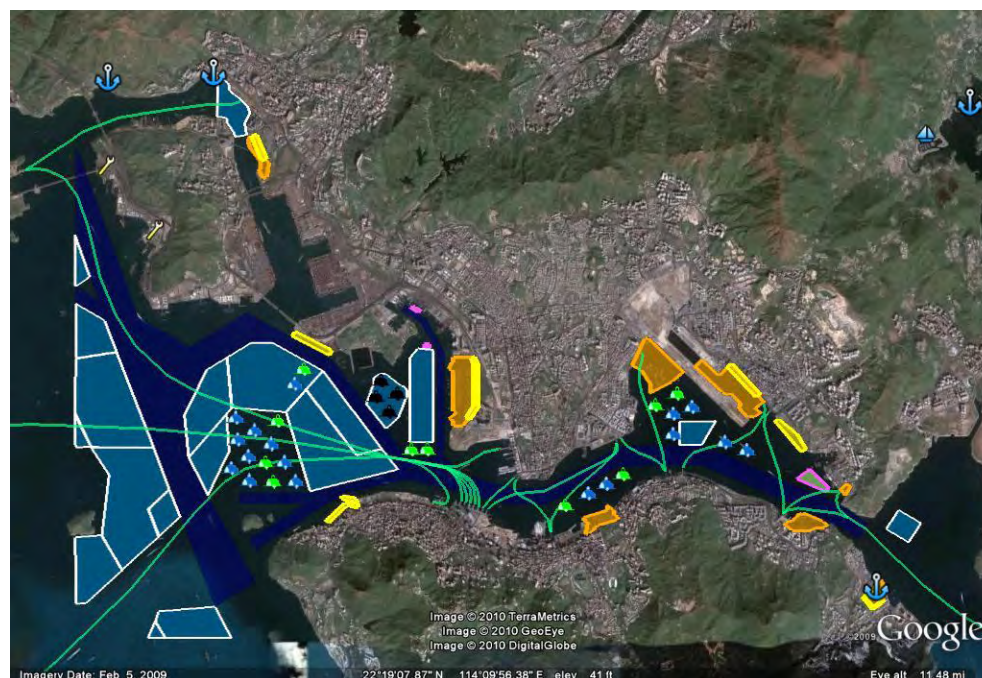 Image © 2010 TerraMetrics
Image © 2010 GeoEye
Image © 2010 DigitalGlobe
©2009 Google
Imagery Date: Feb. 5, 2009 22°19'07.87" N 114°09'56.38" E elev 41 ft Eye alt 11.48 mi